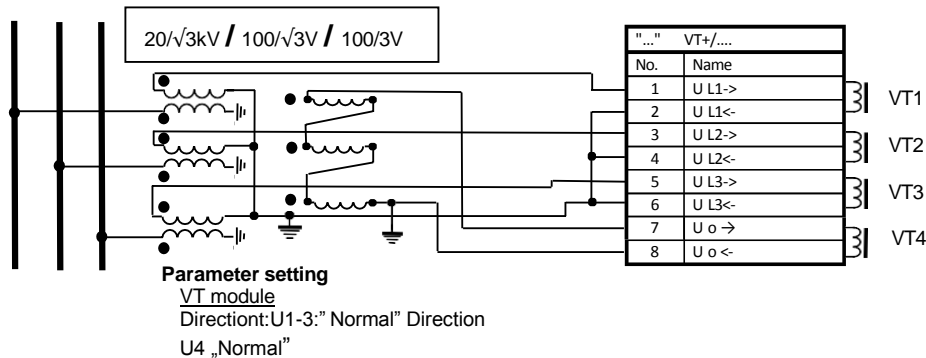 20/√3kV / 100/√3V / 100/3V
"..." VT+/....
No. Name
1 U L1->
2 U L1<-
VT1
3 U L2->
4 U L2<-
VT2
5 U L3->
6 U L3<-
VT3
7 U o →
8 U o <-
VT4
Parameter setting
VT module
Directiont:U1-3:” Normal” Direction
U4 „Normal”